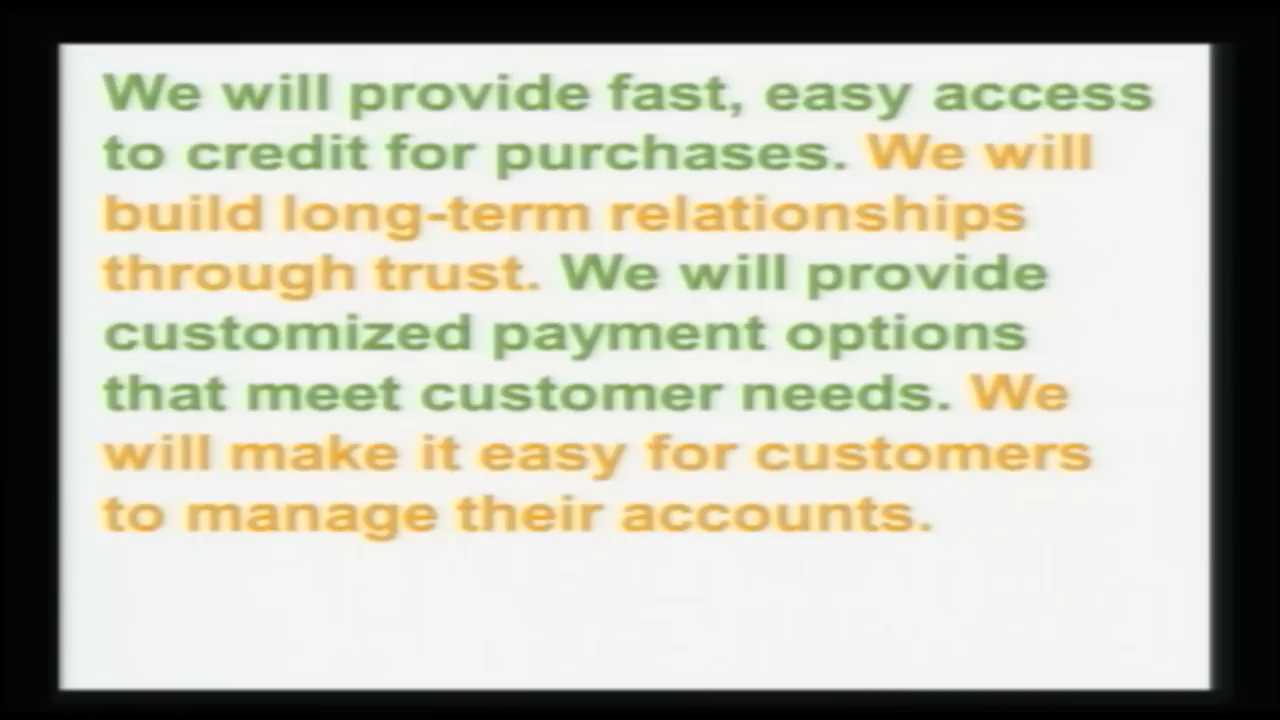 We will provide fast, easy access
to credit for purchases. We will
build long-term relationships
through trust. We will provide
customized payment options
that meet customer needs. We
will make it easy for customers
to manage their accounts.